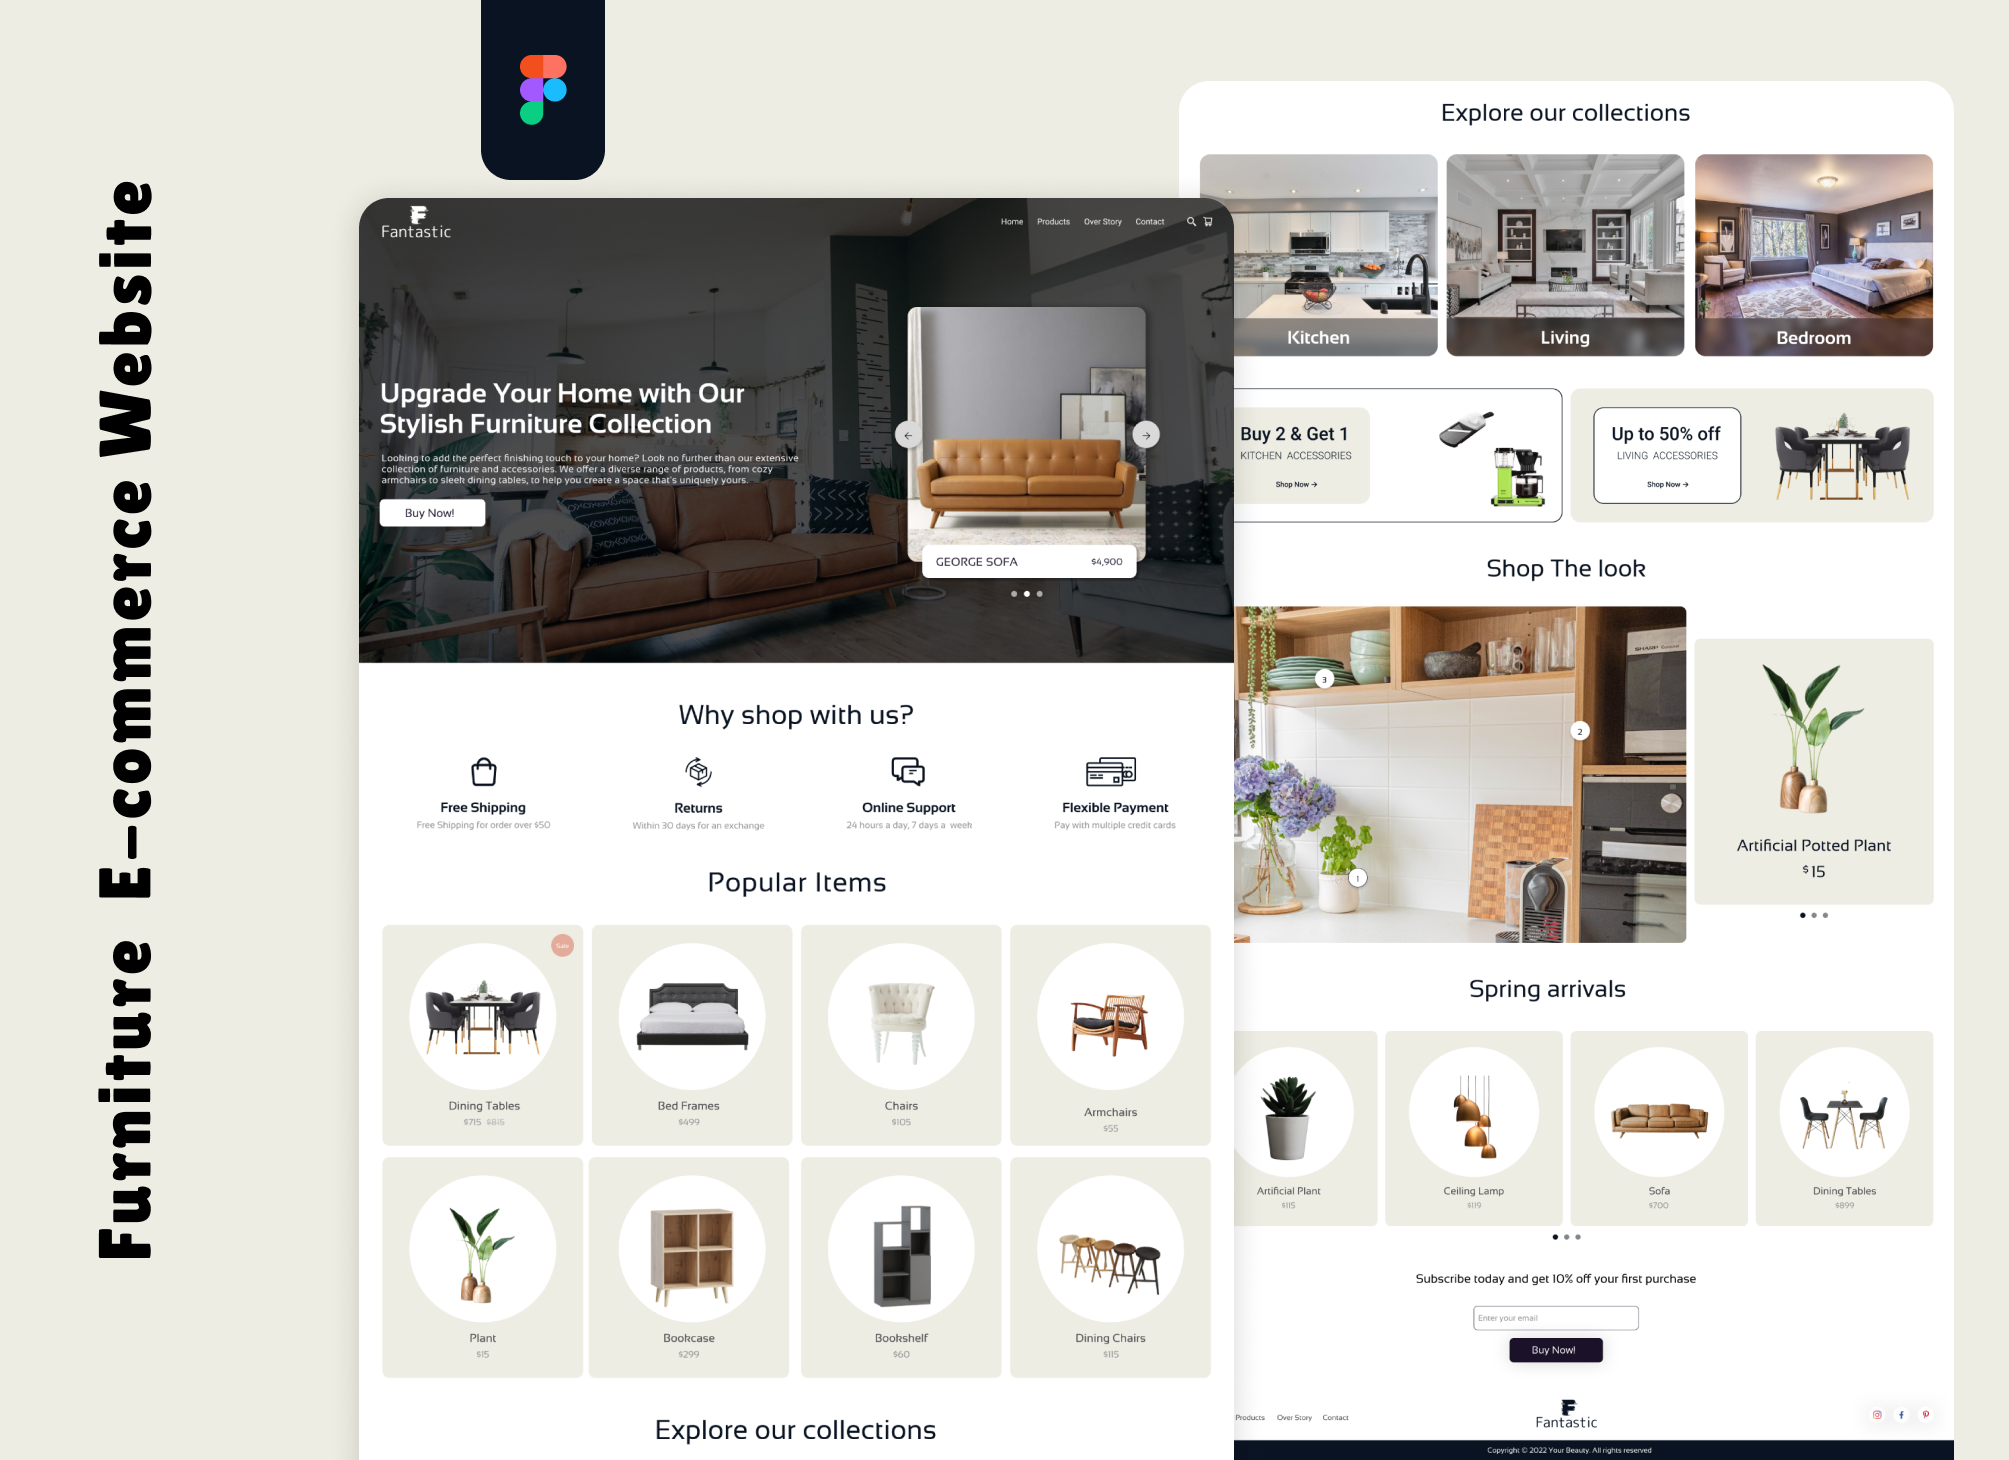 Furniture E-commerce Website
F
Fantastic
Home Products Over Story Contact
Upgrade Your Home with Our
Stylish Furniture Collection
Looking to add the perfect finishing touch to your home? Look no further than our extensive
collection of furniture and accessories. We offer a diverse range of products, from cozy
armchairs to sleek dining tables, to help you create a space that's uniquely yours.
Buy Now!
GEORGE SOFA $4,900
Why shop with us?
Free Shipping
Free Shipping for order over $50
Returns
Within 30 days for an exchange
Online Support
24 hours a day, 7 days a week
Flexible Payment
Pay with multiple credit cards
Popular Items
Sale
Dining Tables
$715 $815
Bed Frames
$499
Chairs
$105
Armchairs
$55
Plant
$15
Bookcase
$299
Bookshelf
$60
Dining Chairs
$115
Explore our collections
Explore our collections
Kitchen
Living
Bedroom
Buy 2 & Get 1
KITCHEN ACCESSORIES
Shop Now →
Up to 50% off
LIVING ACCESSORIES
Shop Now →
Shop The look
SHARP
3
2
1
Artificial Potted Plant
$15
Spring arrivals
Artificial Plant
$115
Ceiling Lamp
$119
Sofa
$700
Dining Tables
$899
Subscribe today and get 10% off your first purchase
Enter your email
Buy Now!
Products Over Story Contact
F
Fantastic
Copyright © 2022 Your Beauty. All rights reserved